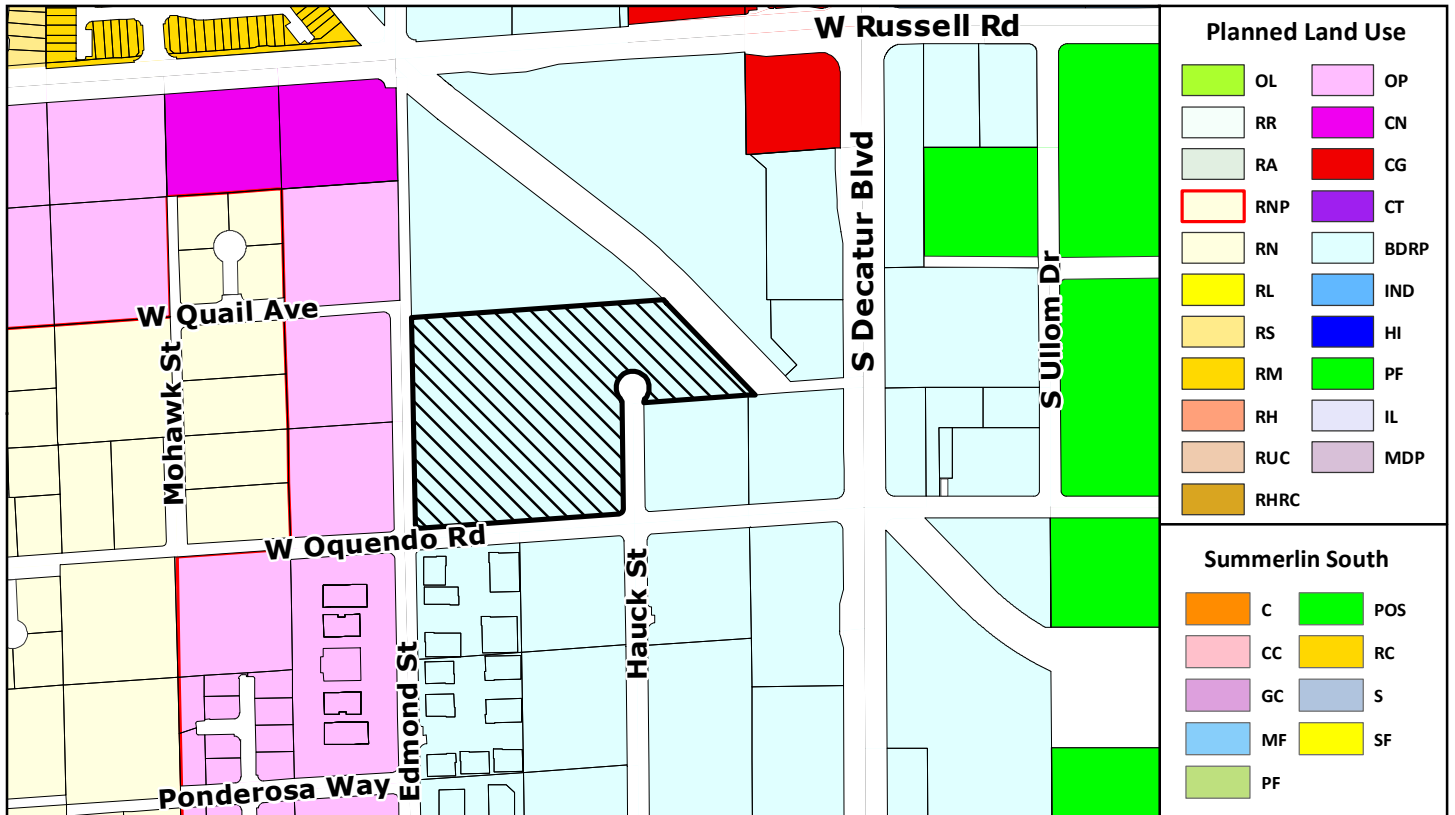 W Russell Rd
W Quail Ave
Mohawk St
S Decatur Blvd
S Ullom Dr
W Oquendo Rd
Hauck St
Edmond St
Ponderosa Way
Planned Land Use
OL OP
RR CN
RA CG
RNP CT
RN BDRP
RL IND
RS HI
RM PF
RH IL
RUC MDP
RHRC
Summerlin South
C POS
CC RC
GC S
MF SF
PF